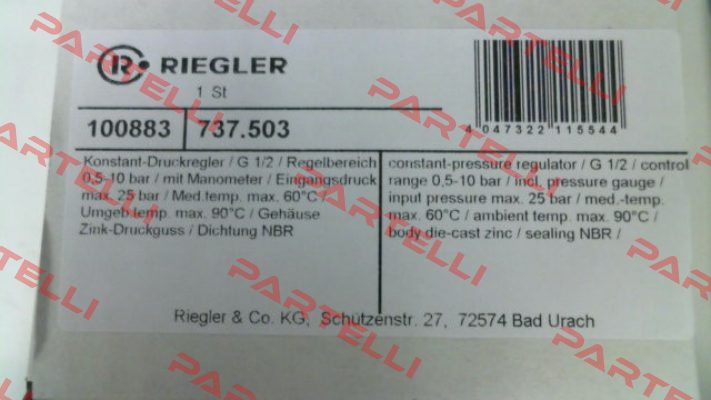 RIEGLER
1 St
100883 737.503
4 047322 115544
Konstant-Druckregler / G 1/2 / Regelbereich
0,5-10 bar / mit Manometer / Eingangsdruck
max. 25 bar / Med.temp. max. 60°C /
Umgeb.temp. max. 90°C / Gehäuse
Zink-Druckguss / Dichtung NBR
constant-pressure regulator / G 1/2 / control
range 0,5-10 bar / incl. pressure gauge /
input pressure max. 25 bar / med.-temp.
max. 60°C / ambient temp. max. 90°C /
body die-cast zinc / sealing NBR /
Riegler & Co. KG, Schützenstr. 27, 72574 Bad Urach
PARTELLI
PARTELLI
PARTELLI
PARTELLI
PARTELLI
PARTELLI
PARTELLI